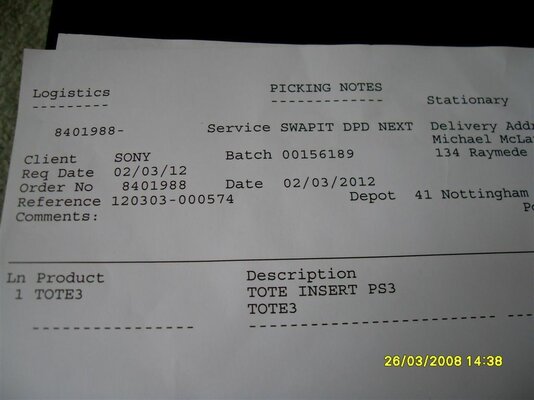 Logistics PICKING NOTES
--------- -------------
Stationary
8401988- Service SWAPIT DPD NEXT Delivery Addr
Michael McLa
Client SONY Batch 00156189 134 Raymede
Req Date 02/03/12
Order No 8401988 Date 02/03/2012
Reference 120303-000574 Depot 41 Nottingham
Comments:
Ln Product Description
1 TOTE3 TOTE INSERT PS3
TOTE3
26/03/2008 14:38